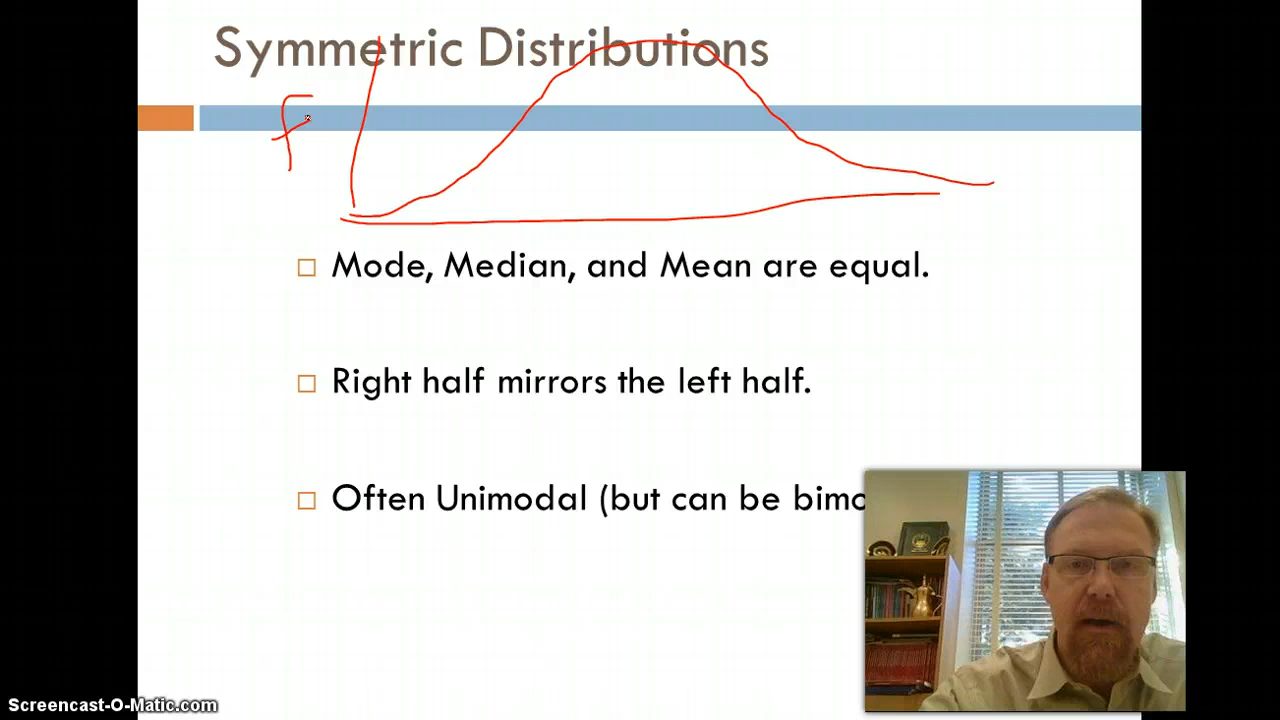 Symmetric Distributions
f
Mode, Median, and Mean are equal.
Right half mirrors the left half.
Often Unimodal (but can be bimo
Screencast-O-Matic.com